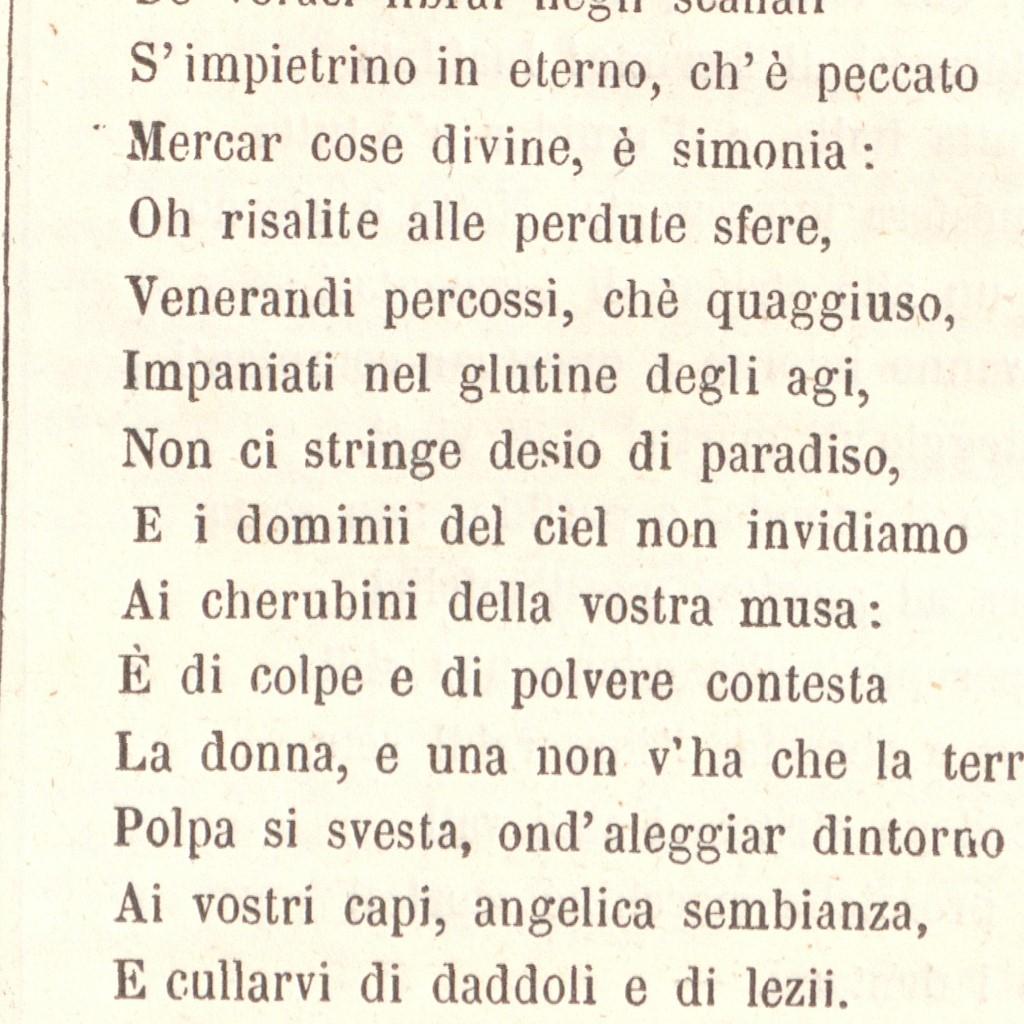 S' impietrino in eterno, ch' è peccato
Mercar cose divine, è simonia :
Oh risalite alle perdute sfere,
Venerandi percossi, chè quaggiuso,
Impaniati nel glutine degli agi,
Non ci stringe desio di paradiso,
E i dominii del ciel non invidiamo
Ai cherubini della vostra musa :
È di colpe e di polvere contesta
La donna, e una non v' ha che la terr
Polpa si svesta, ond' aleggiar dintorno
Ai vostri capi, angelica sembianza,
E cullarvi di daddoli e di lezii.